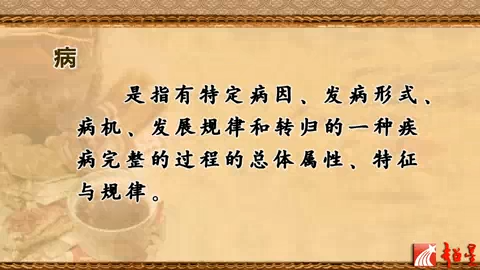 病
是指有特定病因、发病形式、
病机、发展规律和转归的一种疾
病完整的过程的总体属性、特征
与规律。